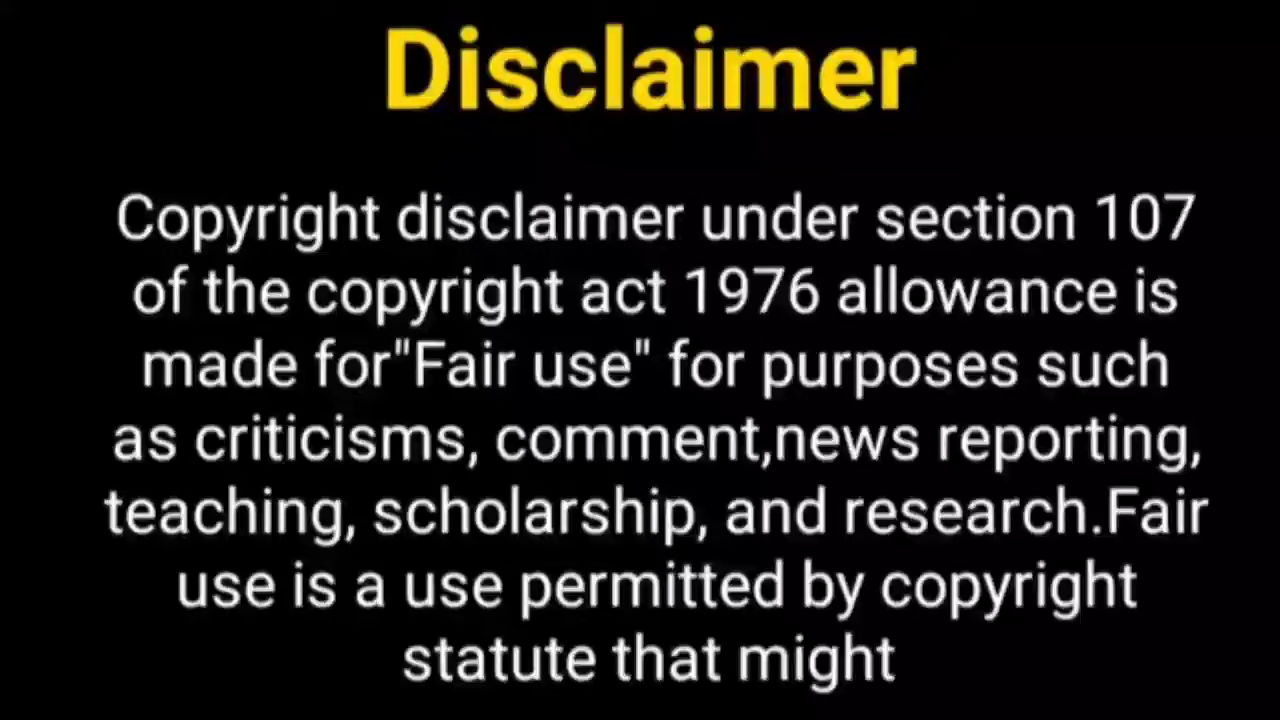 Disclaimer
Copyright disclaimer under section 107
of the copyright act 1976 allowance is
made for"Fair use" for purposes such
as criticisms, comment,news reporting,
teaching, scholarship, and research.Fair
use is a use permitted by copyright
statute that might